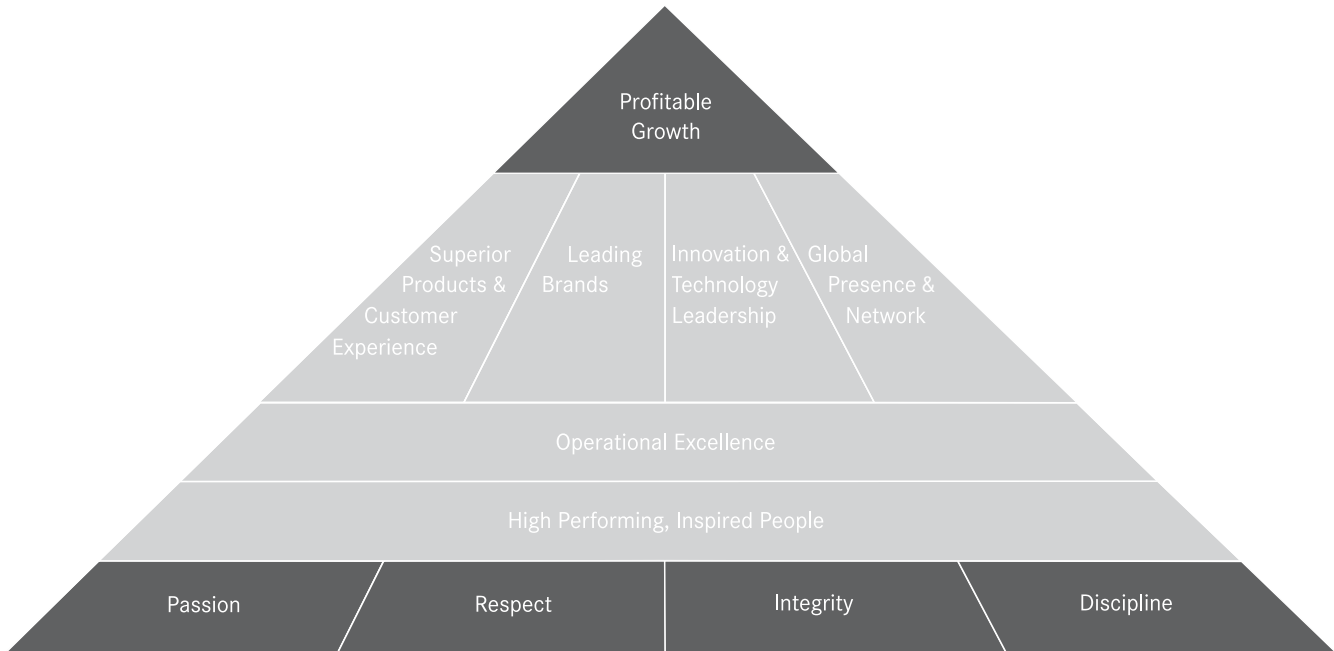 Profitable
Growth
Superior
Products &
Customer
Experience
Leading
Brands
Innovation &
Technology
Leadership
Global
Presence &
Network
Operational Excellence
High Performing, Inspired People
Passion
Respect
Integrity
Discipline